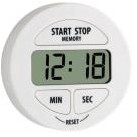 START STOP
MEMORY
12:18
MIN SEC
RESET